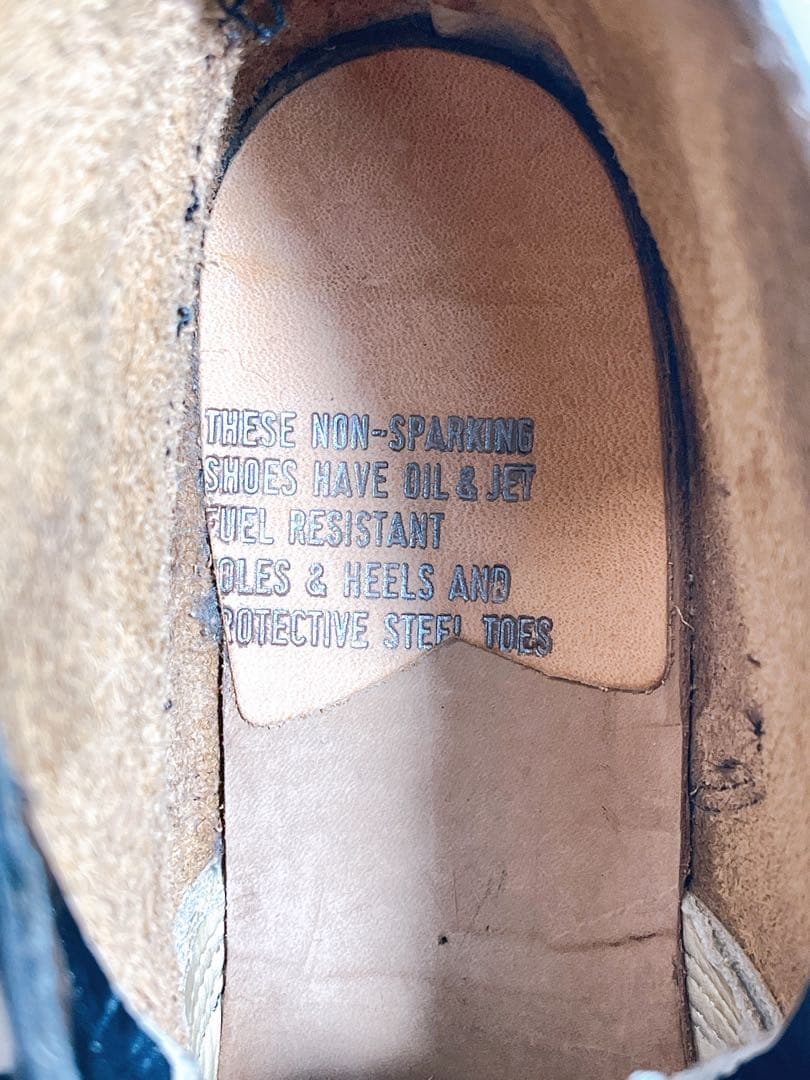 THESE NON-SPARKING
SHOES HAVE OIL & JET
FUEL RESISTANT
OLES & HEELS AND
ROTECTIVE STEEL TOES